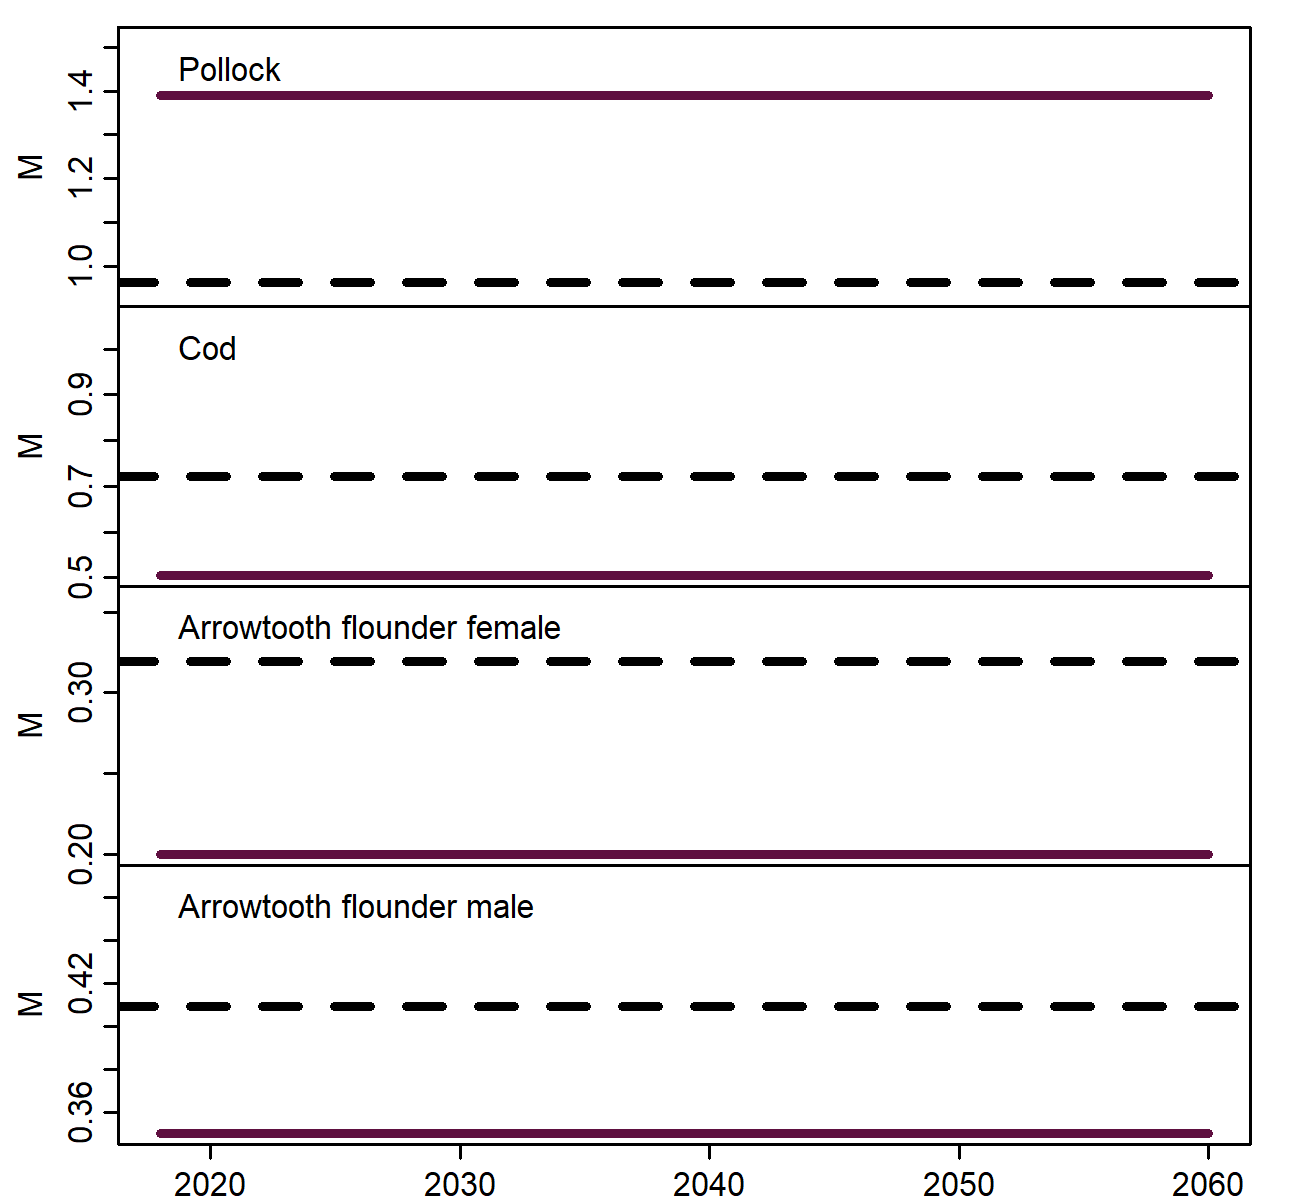 Pollock
M
1.4
1.2
1.0
Cod
M
0.9
0.7
0.5
Arrowtooth flounder female
M
0.30
0.20
Arrowtooth flounder male
M
0.42
0.36
2020 2030 2040 2050 2060